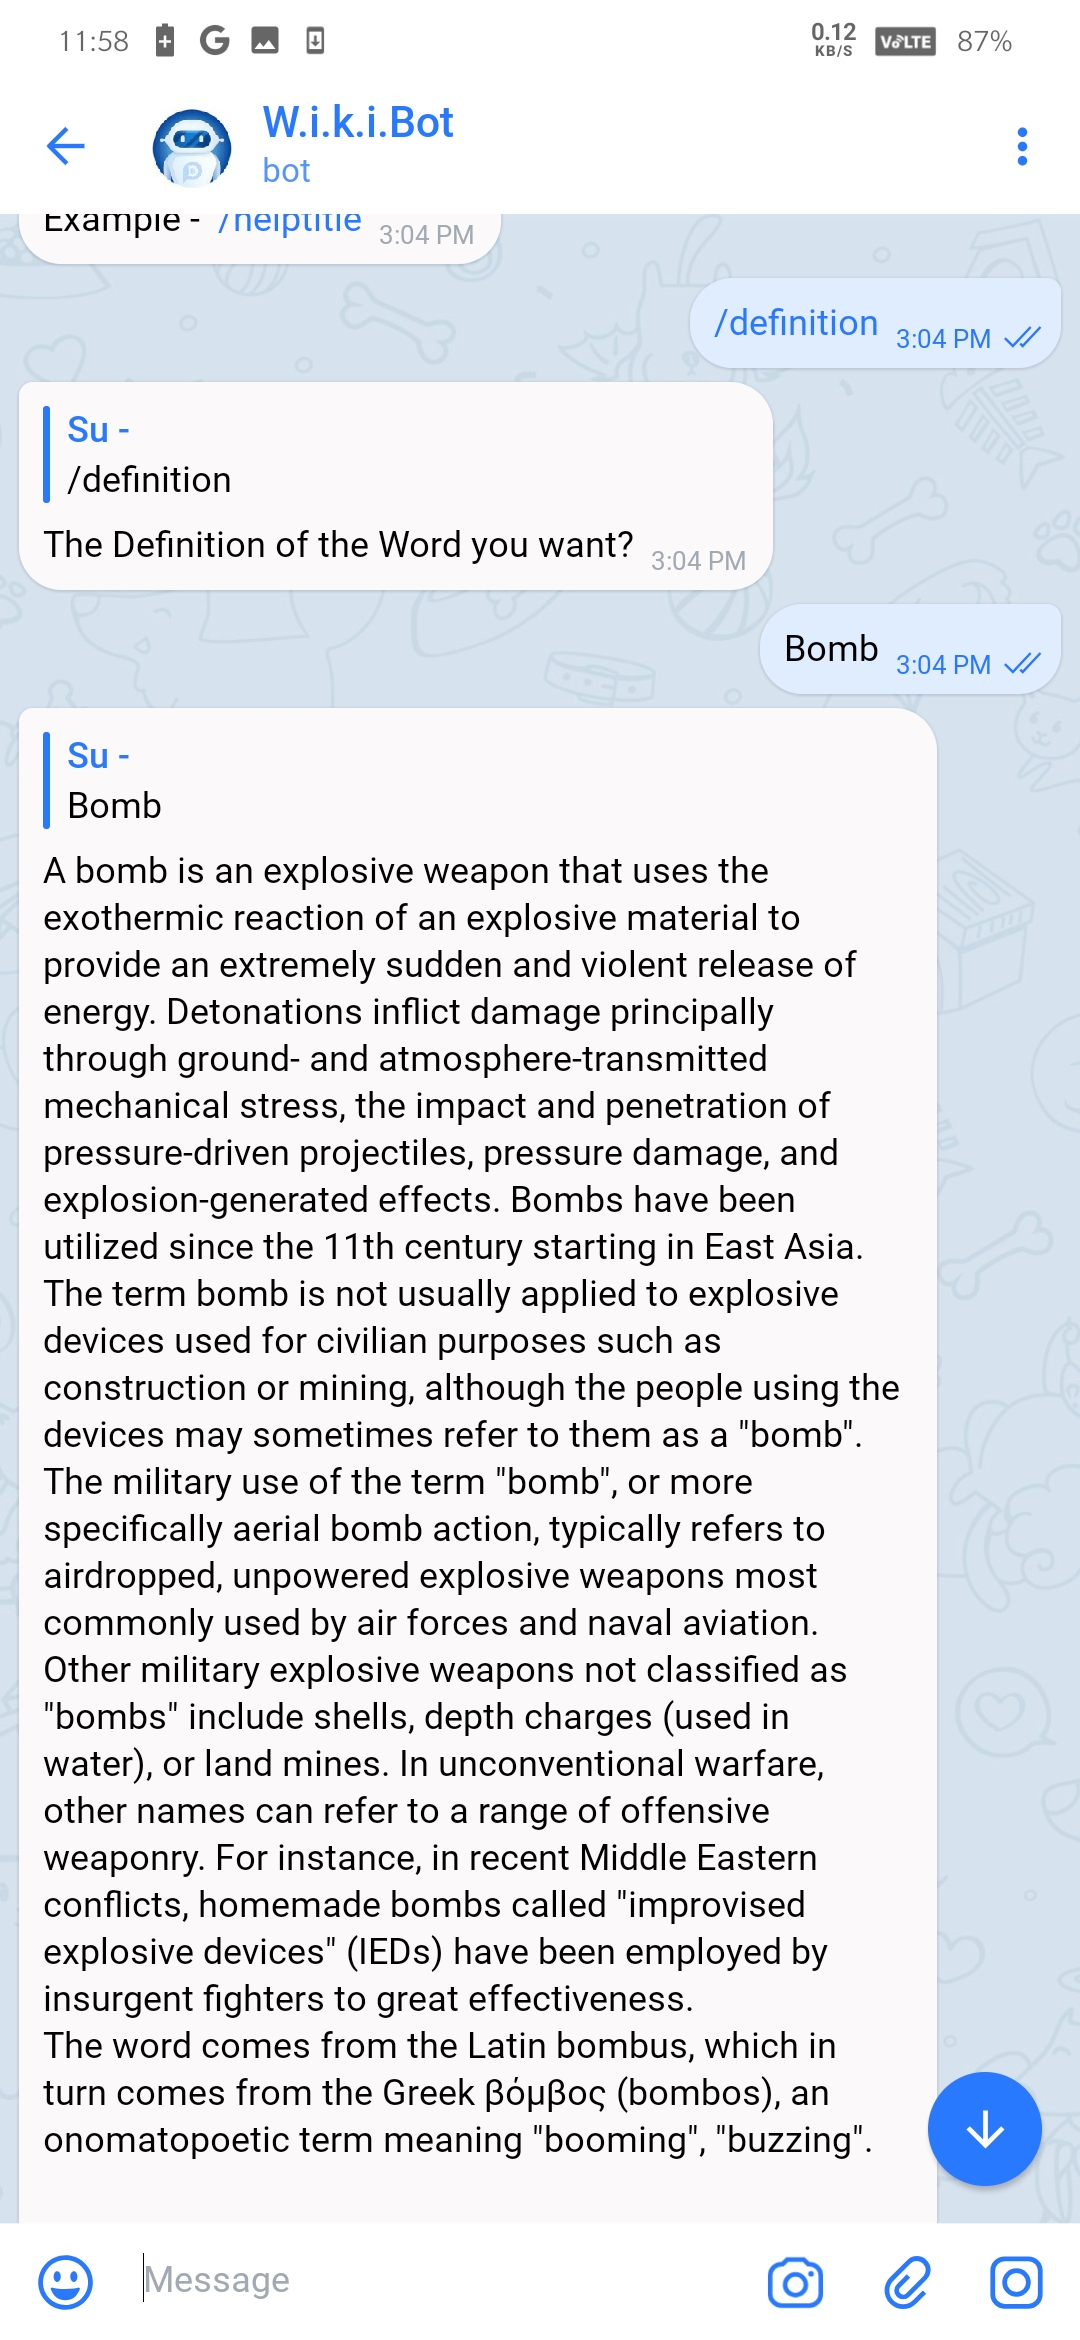 11:58
0.12
KB/S
VoLTE
87%
W.i.k.i.Bot
bot
Example - /helptitle 3:04 PM
/definition 3:04 PM
Su -
/definition
The Definition of the Word you want? 3:04 PM
Bomb 3:04 PM
Su -
Bomb
A bomb is an explosive weapon that uses the
exothermic reaction of an explosive material to
provide an extremely sudden and violent release of
energy. Detonations inflict damage principally
through ground- and atmosphere-transmitted
mechanical stress, the impact and penetration of
pressure-driven projectiles, pressure damage, and
explosion-generated effects. Bombs have been
utilized since the 11th century starting in East Asia.
The term bomb is not usually applied to explosive
devices used for civilian purposes such as
construction or mining, although the people using the
devices may sometimes refer to them as a "bomb".
The military use of the term "bomb", or more
specifically aerial bomb action, typically refers to
airdropped, unpowered explosive weapons most
commonly used by air forces and naval aviation.
Other military explosive weapons not classified as
"bombs" include shells, depth charges (used in
water), or land mines. In unconventional warfare,
other names can refer to a range of offensive
weaponry. For instance, in recent Middle Eastern
conflicts, homemade bombs called "improvised
explosive devices" (IEDs) have been employed by
insurgent fighters to great effectiveness.
The word comes from the Latin bombus, which in
turn comes from the Greek βόμβος (bombos), an
onomatopoetic term meaning "booming", "buzzing".
Message